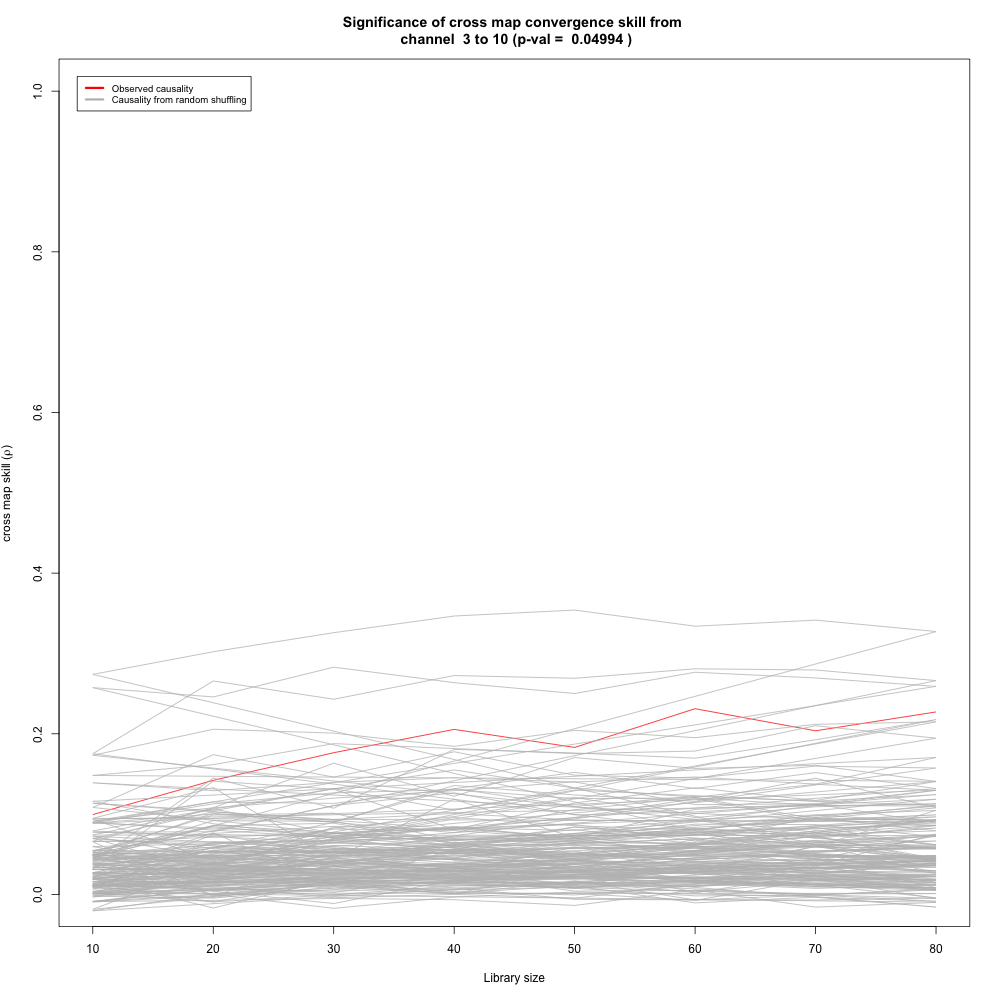 Significance of cross map convergence skill from
channel  3 to 10 (p-val =  0.04994 )
Observed causality
Causality from random shuffling
cross map skill (ρ)
1.0
0.8
0.6
0.4
0.2
0.0
10 20 30 40 50 60 70 80
Library size